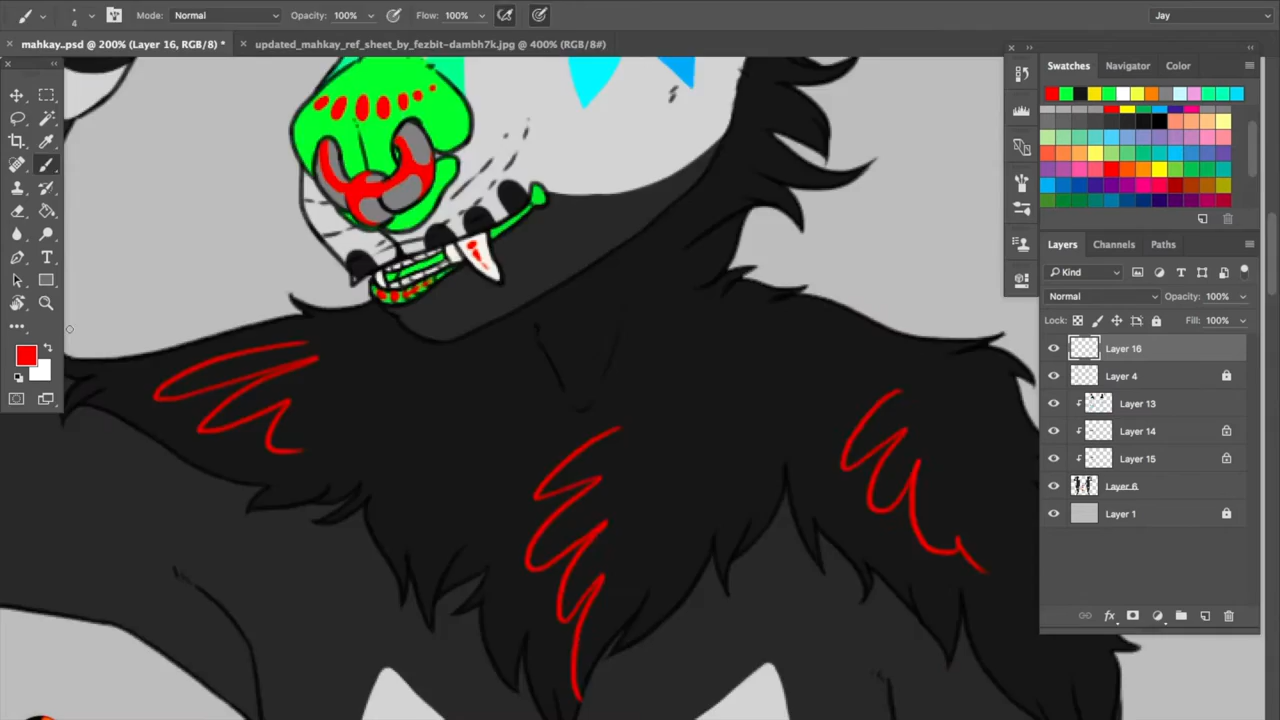 4
Mode: Normal Opacity: 100% Flow: 100% Jay
mahkay..psd @ 200% (Layer 16, RGB/8) * updated_mahkay_ref_sheet_by_fezbit-dambh7k.jpg @ 400% (RGB/8#)
Swatches Navigator Color
Layers Channels Paths
Kind
Normal Opacity: 100%
Lock: Fill: 100%
Layer 16
Layer 4
Layer 13
Layer 14
Layer 15
Layer 6
Layer 1